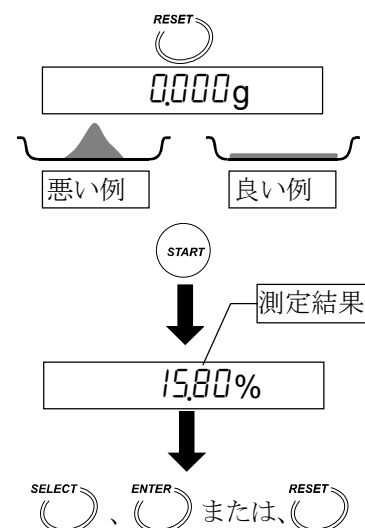 RESET
0.000g
悪い例 良い例
START
測定結果
15.80%
SELECT 、 ENTER または、 RESET